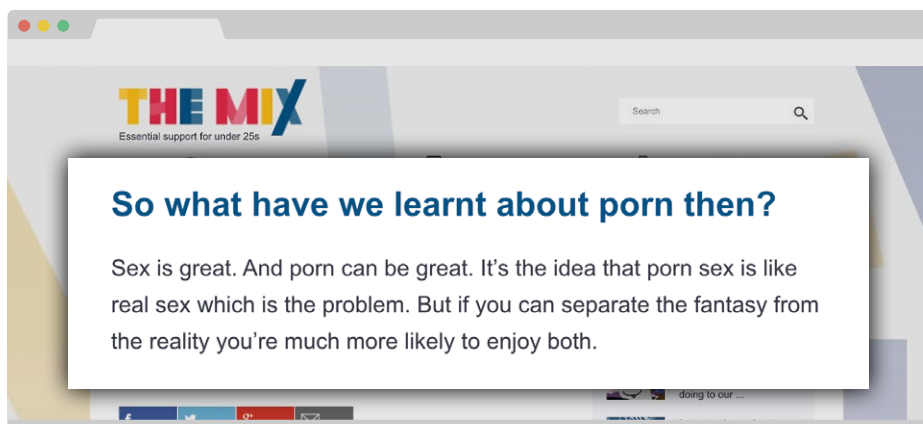 THE MIX
Essential support for under 25s
Search
So what have we learnt about porn then?
Sex is great. And porn can be great. It's the idea that porn sex is like
real sex which is the problem. But if you can separate the fantasy from
the reality you're much more likely to enjoy both.
doing to our ...